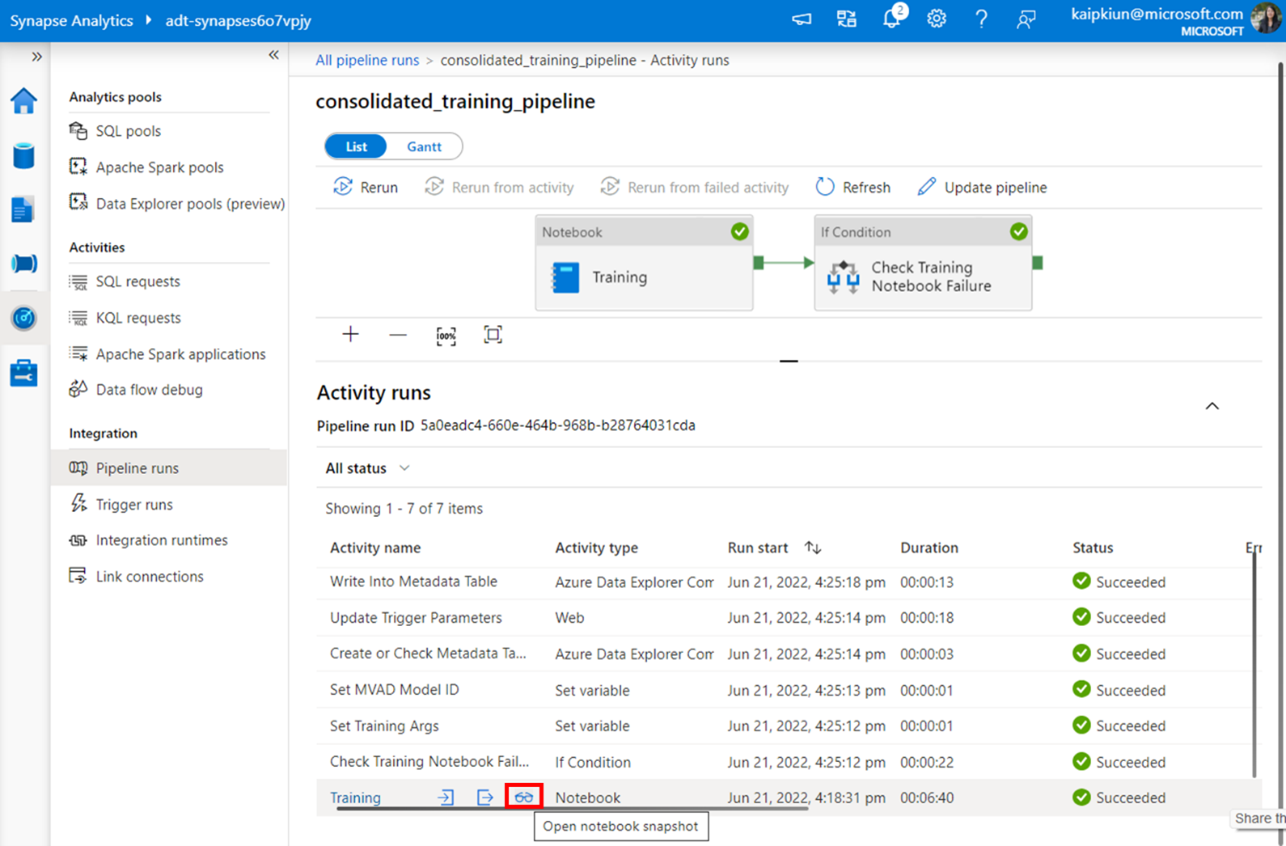 Synapse Analytics
adt-synapses6o7vpjy
2
kaipkiun@microsoft.com
MICROSOFT
Analytics pools
SQL pools
Apache Spark pools
Data Explorer pools (preview)
Activities
SQL requests
KQL requests
Apache Spark applications
Data flow debug
Integration
Pipeline runs
Trigger runs
Integration runtimes
Link connections
All pipeline runs > consolidated_training_pipeline - Activity runs
consolidated_training_pipeline
List Gantt
Rerun Rerun from activity Rerun from failed activity Refresh Update pipeline
Notebook
Training
If Condition
Check Training
Notebook Failure
100%
Activity runs
Pipeline run ID 5a0eadc4-660e-464b-968b-b28764031cda
All status
Showing 1 - 7 of 7 items
Activity name Activity type Run start Duration Status Err
Write Into Metadata Table Azure Data Explorer Com Jun 21, 2022, 4:25:18 pm 00:00:13 Succeeded
Update Trigger Parameters Web Jun 21, 2022, 4:25:14 pm 00:00:18 Succeeded
Create or Check Metadata Ta... Azure Data Explorer Com Jun 21, 2022, 4:25:14 pm 00:00:03 Succeeded
Set MVAD Model ID Set variable Jun 21, 2022, 4:25:13 pm 00:00:01 Succeeded
Set Training Args Set variable Jun 21, 2022, 4:25:12 pm 00:00:01 Succeeded
Check Training Notebook Fail... If Condition Jun 21, 2022, 4:25:12 pm 00:00:22 Succeeded
Training Notebook Jun 21, 2022, 4:18:31 pm 00:06:40 Succeeded
Open notebook snapshot
Share th